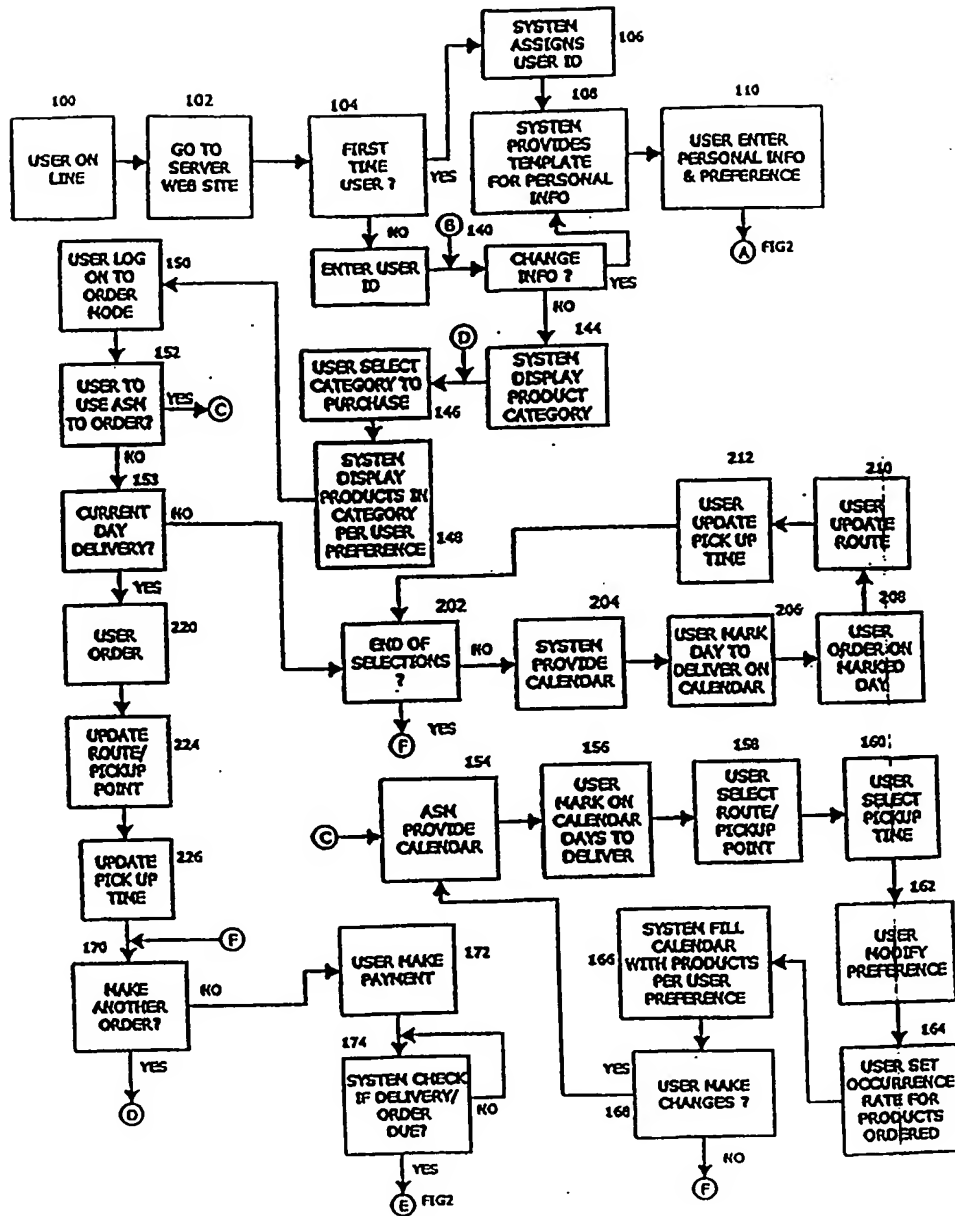 SYSTEM
ASSIGNS
USER ID
106
100
102
104
108
110
USER ON
LINE
GO TO
SERVER
WEB SITE
FIRST
TIME
USER ?
YES
SYSTEM
PROVIDES
TEMPLATE
FOR PERSONAL
INFO
USER ENTER
PERSONAL INFO
& PREFERENCE
NO
B
140
A
FIG2
ENTER USER
ID
CHANGE
INFO ?
YES
NO
USER LOG
ON TO
ORDER
MODE
150
D
144
USER SELECT
CATEGORY TO
PURCHASE
146
SYSTEM
DISPLAY
PRODUCT
CATEGORY
152
USER TO
USE ASM
TO ORDER?
YES
C
NO
SYSTEM
DISPLAY
PRODUCTS IN
CATEGORY
PER USER
PREFERENCE
148
153
CURRENT
DAY
DELIVERY?
NO
YES
212
USER
UPDATE
PICK UP
TIME
210
USER
UPDATE
ROUTE
202
END OF
SELECTIONS
?
NO
204
SYSTEM
PROVIDE
CALENDAR
206
USER MARK
DAY TO
DELIVER ON
CALENDAR
208
USER
ORDER ON
MARKED
DAY
YES
F
USER
ORDER
220
UPDATE
ROUTE/
PICKUP
POINT
224
UPDATE
PICK UP
TIME
226
C
154
ASM
PROVIDE
CALENDAR
156
USER
MARK ON
CALENDAR
DAYS TO
DELIVER
158
USER
SELECT
ROUTE/
PICKUP
POINT
160
USER
SELECT
PICKUP
TIME
162
USER
MODIFY
PREFERENCE
164
USER SET
OCCURRENCE
RATE FOR
PRODUCTS
ORDERED
166
SYSTEM FILL
CALENDAR
WITH PRODUCTS
PER USER
PREFERENCE
YES
168
USER MAKE
CHANGES ?
NO
F
F
170
MAKE
ANOTHER
ORDER?
NO
YES
D
USER MAKE
PAYMENT
172
174
SYSTEM CHECK
IF DELIVERY/
ORDER
DUE?
NO
YES
E
FIG2